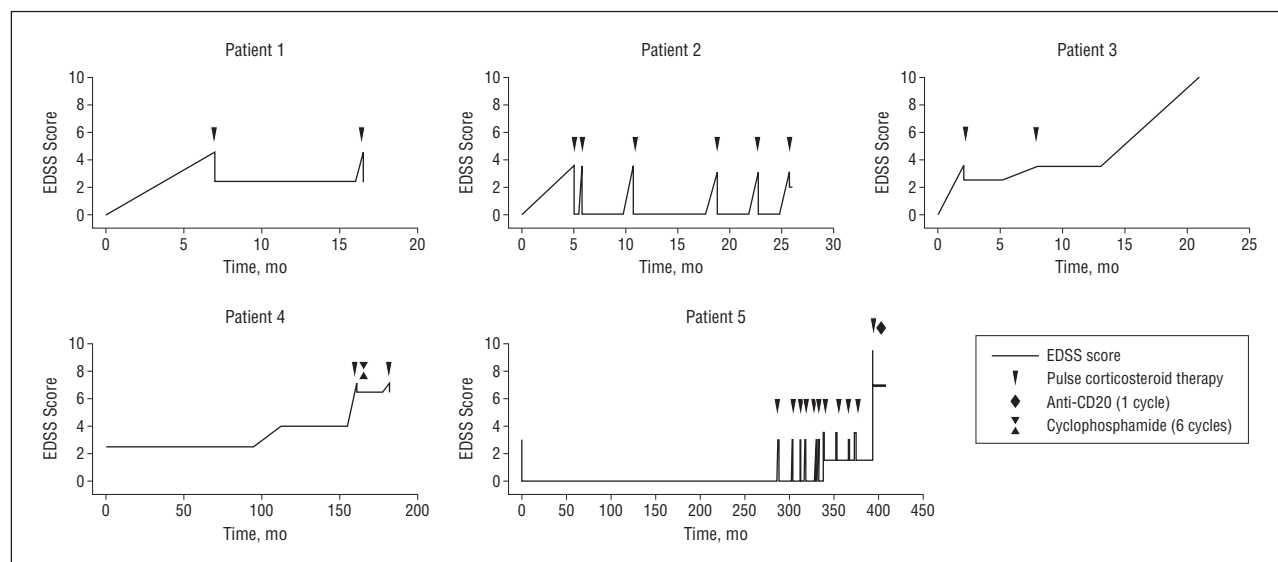 Patient 1
10
8
6
4
2
0
EDSS Score
0 5 10 15 20
Time, mo
Patient 2
10
8
6
4
2
0
EDSS Score
0 5 10 15 20 25 30
Time, mo
Patient 3
10
8
6
4
2
0
EDSS Score
0 5 10 15 20 25
Time, mo
Patient 4
10
8
6
4
2
0
EDSS Score
0 50 100 150 200
Time, mo
Patient 5
10
8
6
4
2
0
EDSS Score
0 50 100 150 200 250 300 350 400 450
Time, mo
EDSS score
Pulse corticosteroid therapy
Anti-CD20 (1 cycle)
Cyclophosphamide (6 cycles)